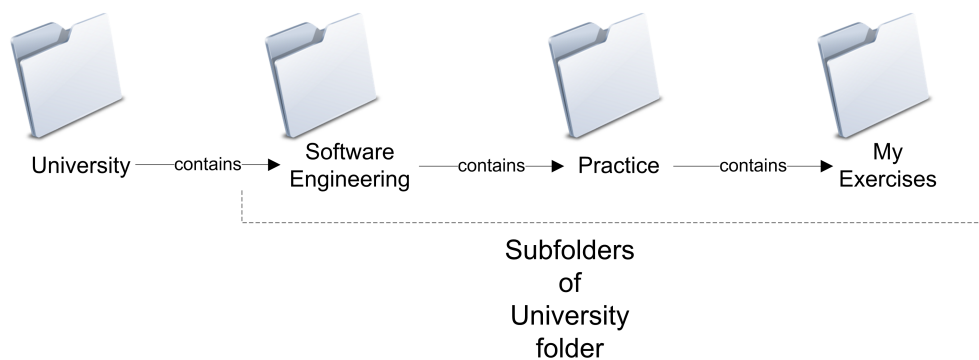 University
contains
Software
Engineering
contains
Practice
contains
My
Exercises
Subfolders
of
University
folder